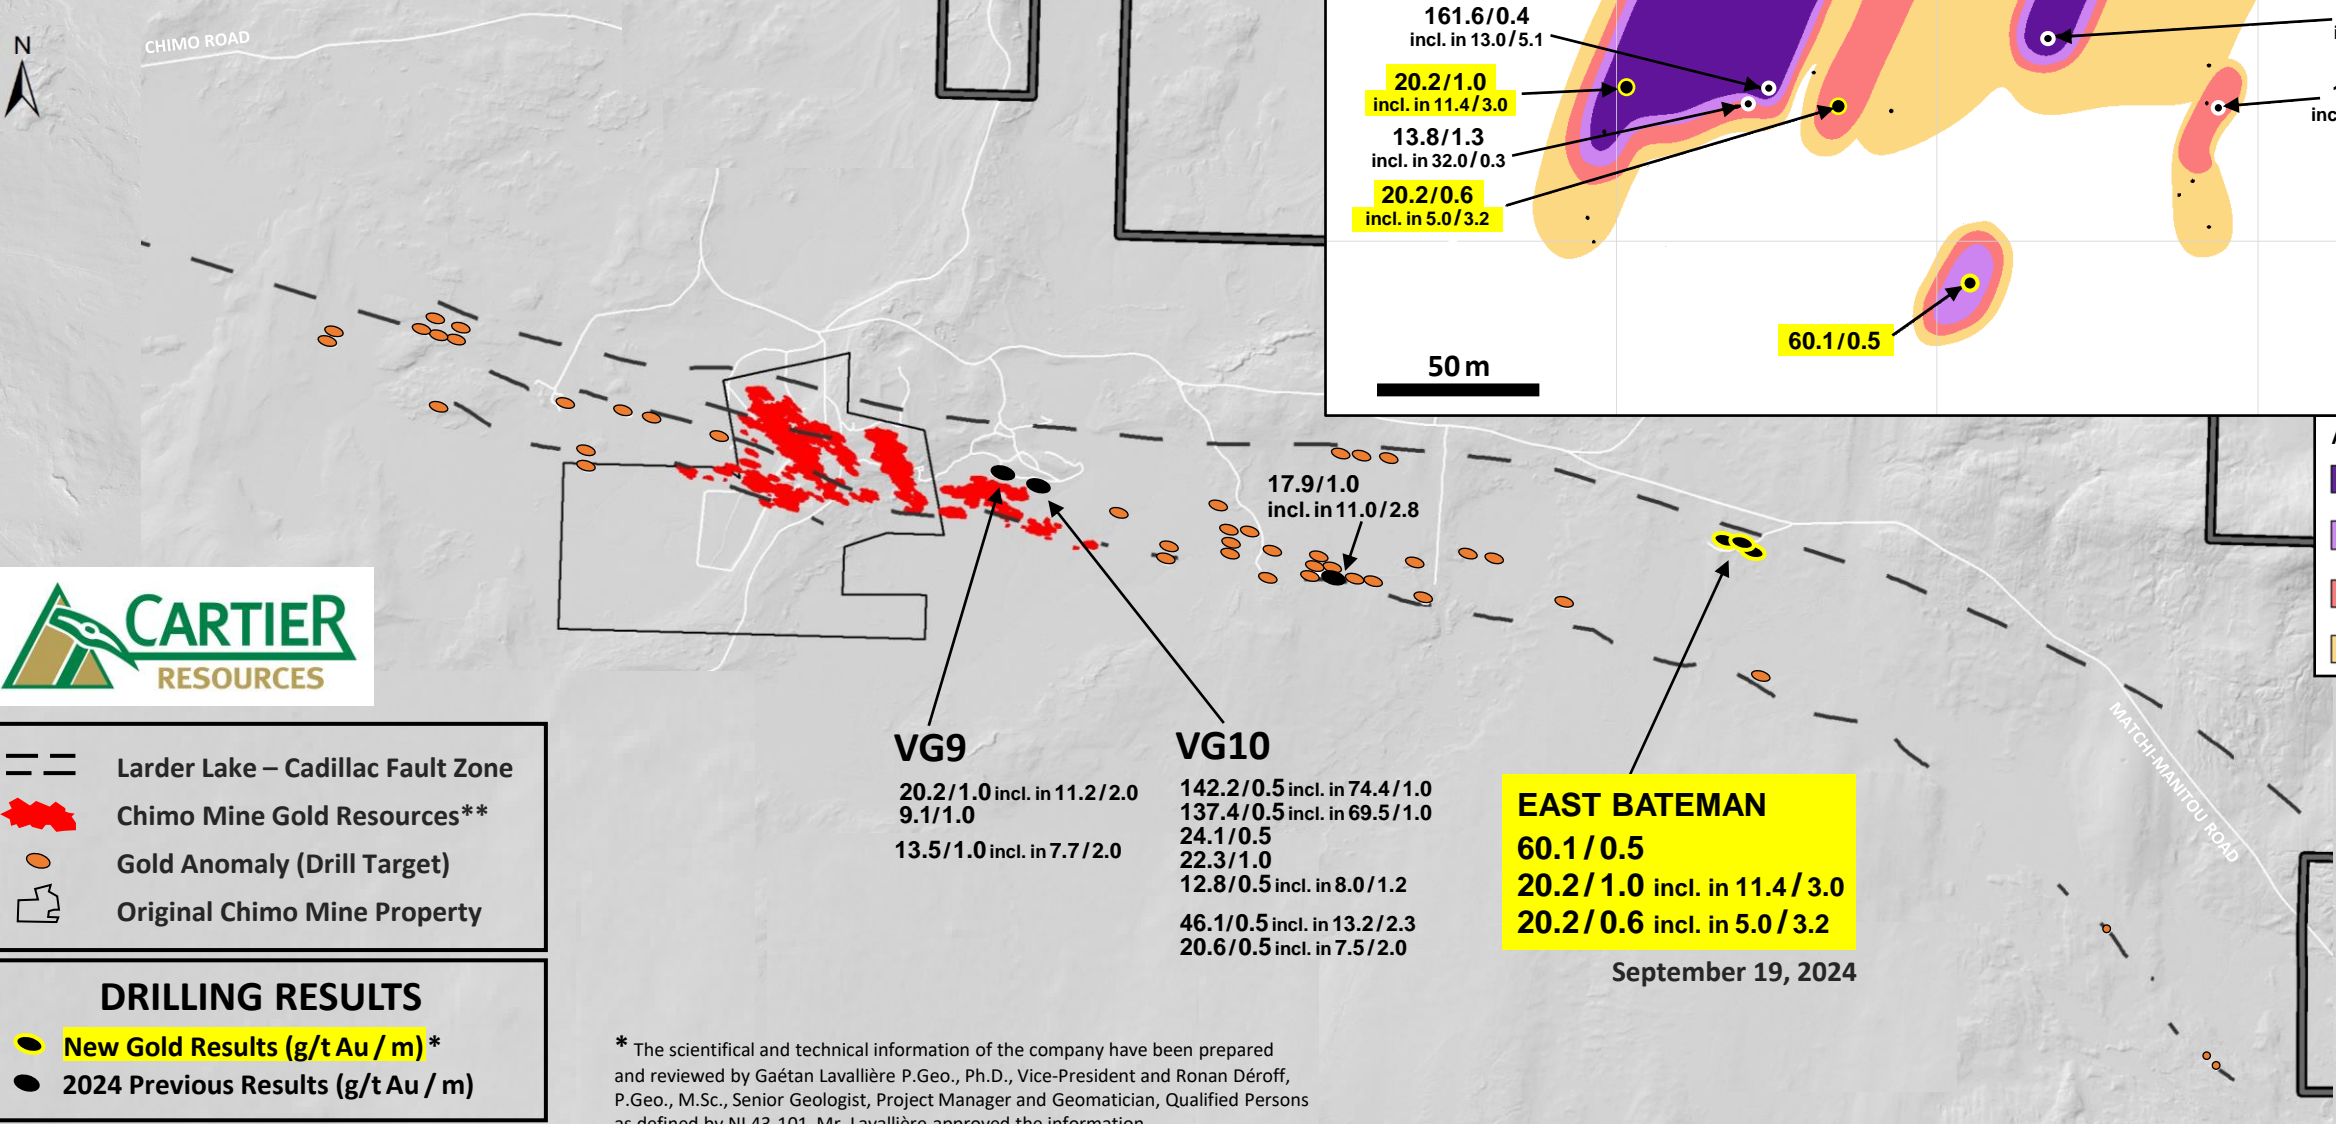 N
CHIMO ROAD
161.6/0.4
incl. in 13.0/5.1
20.2/1.0
incl. in 11.4/3.0
13.8/1.3
incl. in 32.0/0.3
20.2/0.6
incl. in 5.0/3.2
60.1/0.5
50 m
17.9/1.0
incl. in 11.0/2.8
CARTIER
RESOURCES
Larder Lake – Cadillac Fault Zone
Chimo Mine Gold Resources**
Gold Anomaly (Drill Target)
Original Chimo Mine Property
DRILLING RESULTS
New Gold Results (g/t Au / m) *
2024 Previous Results (g/t Au / m)
VG9
20.2/1.0 incl. in 11.2/2.0
9.1/1.0
13.5/1.0 incl. in 7.7/2.0
VG10
142.2/0.5 incl. in 74.4/1.0
137.4/0.5 incl. in 69.5/1.0
24.1/0.5
22.3/1.0
12.8/0.5 incl. in 8.0/1.2
46.1/0.5 incl. in 13.2/2.3
20.6/0.5 incl. in 7.5/2.0
EAST BATEMAN
60.1/0.5
20.2/1.0 incl. in 11.4/3.0
20.2/0.6 incl. in 5.0/3.2
September 19, 2024
MATCHI-MANITOU ROAD
* The scientifical and technical information of the company have been prepared
and reviewed by Gaétan Lavallière P.Geo., Ph.D., Vice-President and Ronan Déroff,
P.Geo., M.Sc., Senior Geologist, Project Manager and Geomatician, Qualified Persons
as defined by NI 43-101. Mr. Lavallière approved the information